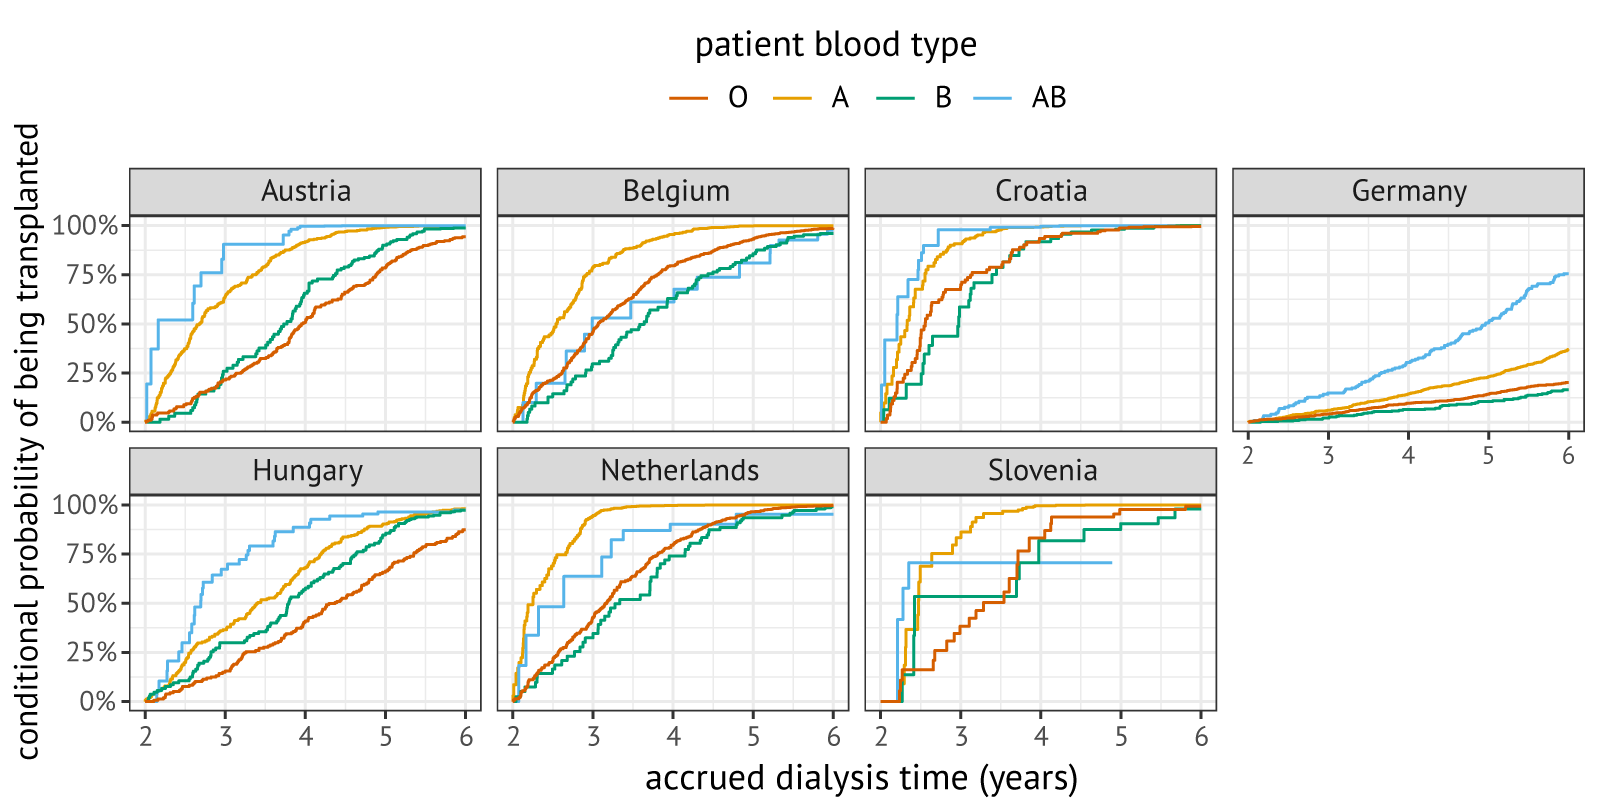 patient blood type
O A B AB
conditional probability of being transplanted
Austria Belgium Croatia Germany
100%
75%
50%
25%
0%
2 3 4 5 6
Hungary Netherlands Slovenia
100%
75%
50%
25%
0%
2 3 4 5 6 2 3 4 5 6 2 3 4 5 6
accrued dialysis time (years)